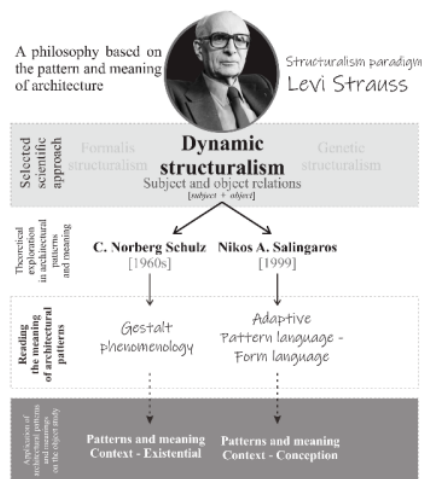 A philosophy based on
the pattern and meaning
of architecture
Structuralism paradigm
Levi Strauss
Selected
scientific
approach
Formalis
structuralism
Dynamic
structuralism
Genetic
structuralism
Subject and object relations
[subject + object]
Theoretical
exploration
in architectural
patterns
and meaning
C. Norberg Schulz
[1960s]
Nikos A. Salingaros
[1999]
Reading
the meaning
of architectural
patterns
Gestalt
phenomenology
Adaptive
Pattern language -
Form language
Application of
architectural patterns
and meanings
on the object study
Patterns and meaning
Context - Existential
Patterns and meaning
Context - Conception